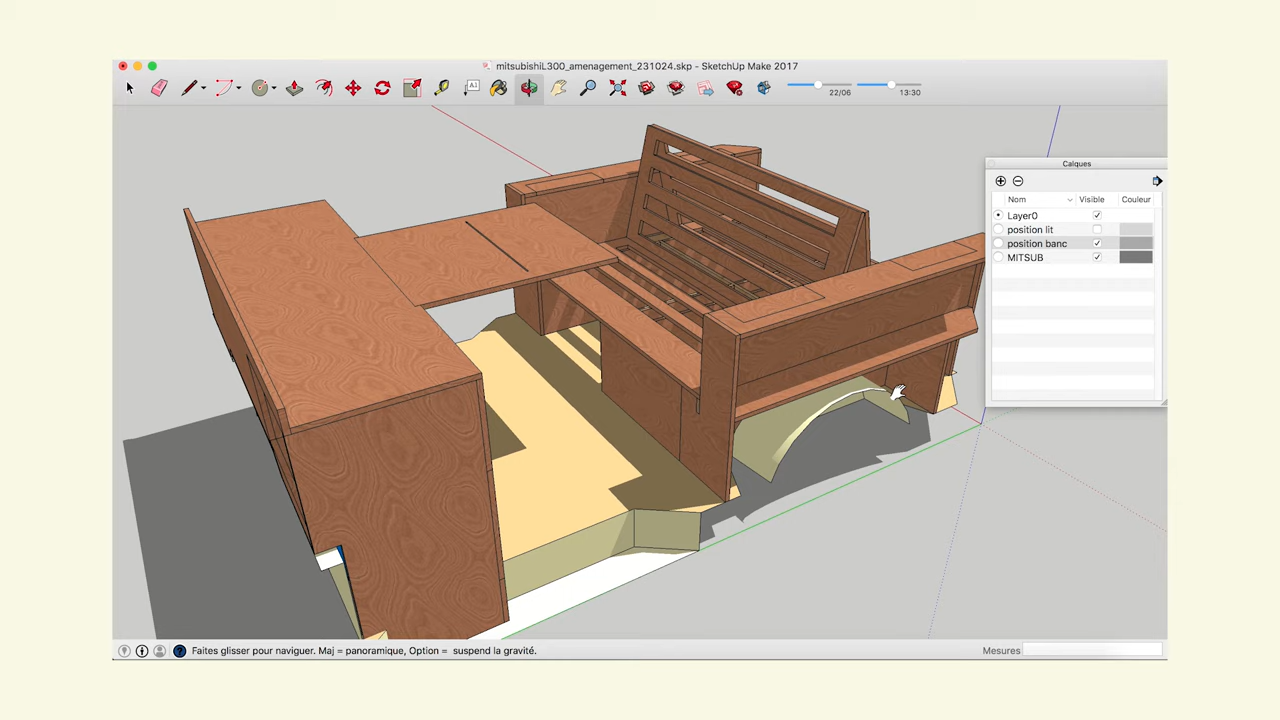 mitsubishiL300_amenagement_231024.skp - SketchUp Make 2017
A1
22/06
13:30
Calques
Nom Visible Couleur
Layer0
position lit
position banc
MITSUB
Faites glisser pour naviguer. Maj = panoramique, Option = suspend la gravité.
Mesures